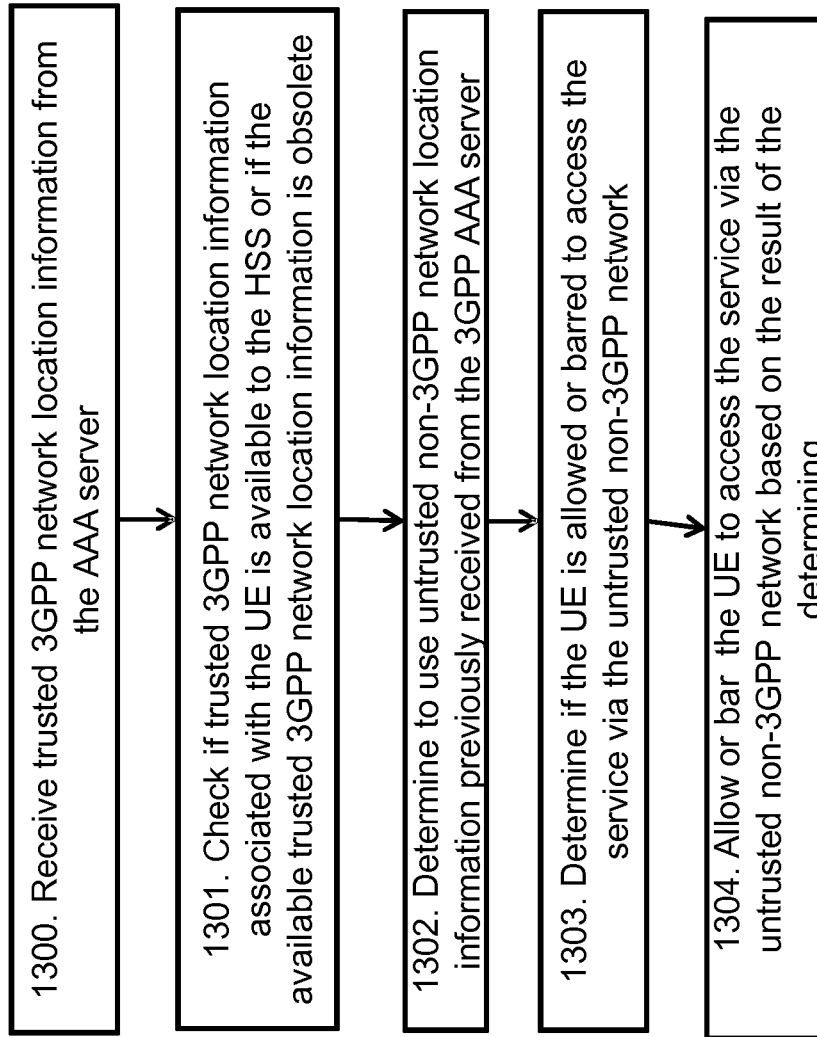 1300. Receive trusted 3GPP network location information from
the AAA server
1301. Check if trusted 3GPP network location information
associated with the UE is available to the HSS or if the
available trusted 3GPP network location information is obsolete
1302. Determine to use untrusted non-3GPP network location
information previously received from the 3GPP AAA server
1303. Determine if the UE is allowed or barred to access the
service via the untrusted non-3GPP network
1304. Allow or bar the UE to access the service via the
untrusted non-3GPP network based on the result of the
determining